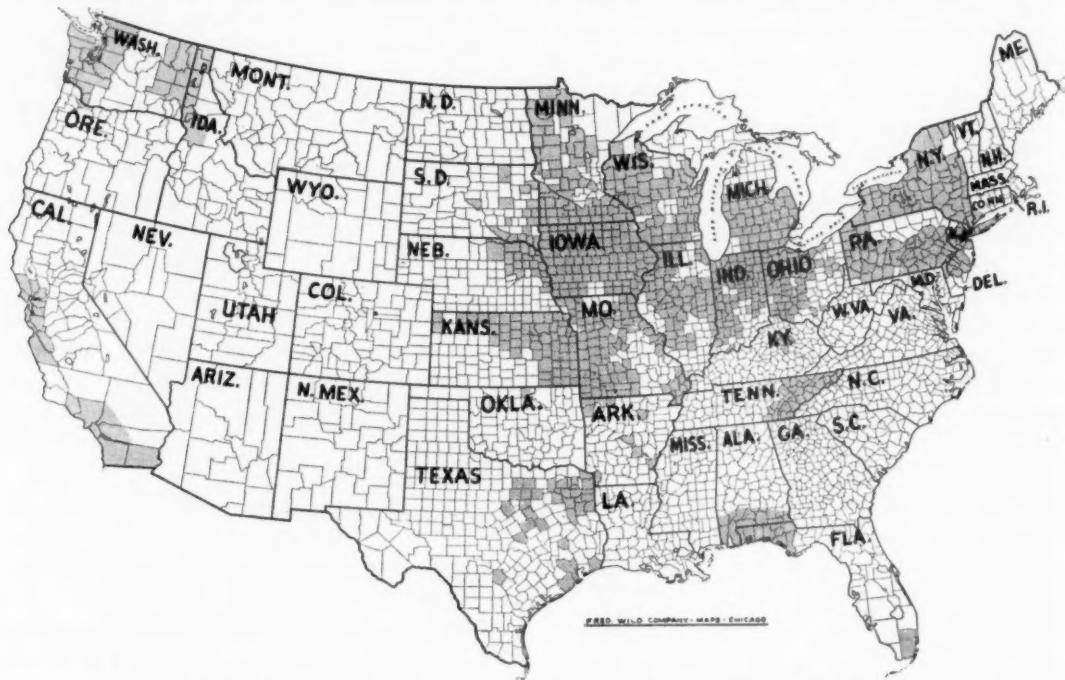 WASH.
MONT.
N.D.
MINN.
ME.
ORE.
IDA.
S.D.
WIS.
MICH.
N.Y.
VT.
N.H.
MASS.
CONN.
R.I.
WYO.
CAL.
NEV.
UTAH
COL.
NEB.
IOWA.
ILL.
IND.
OHIO
PA.
N.J.
M.D.
DEL.
W.VA.
VA.
KANS.
MO.
KY.
ARIZ.
N. MEX.
OKLA.
ARK.
TENN.
N.C.
S.C.
TEXAS
LA.
MISS.
ALA.
GA.
FLA.
FRED. WILD COMPANY - MAPS - CHICAGO